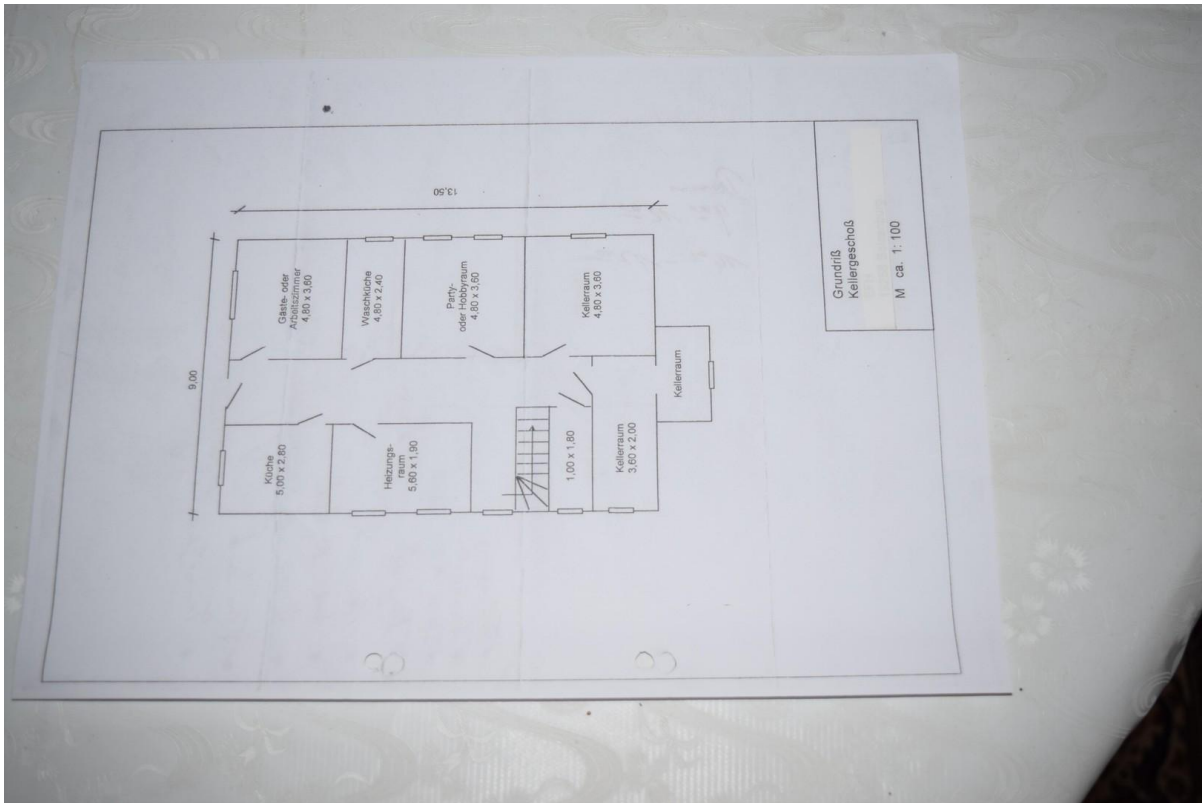 9,00
13,50
Gäste- oder
Arbeitszimmer
4,80 x 3,60
Waschküche
4,80 x 2,40
Party-
oder Hobbyraum
4,80 x 3,60
Kellerraum
4,80 x 3,60
Küche
5,00 x 2,80
Heizungs-
raum
5,60 x 1,90
1,00 x 1,80
Kellerraum
3,60 x 2,00
Kellerraum
Grundriß
Kellergeschoß
M ca. 1: 100